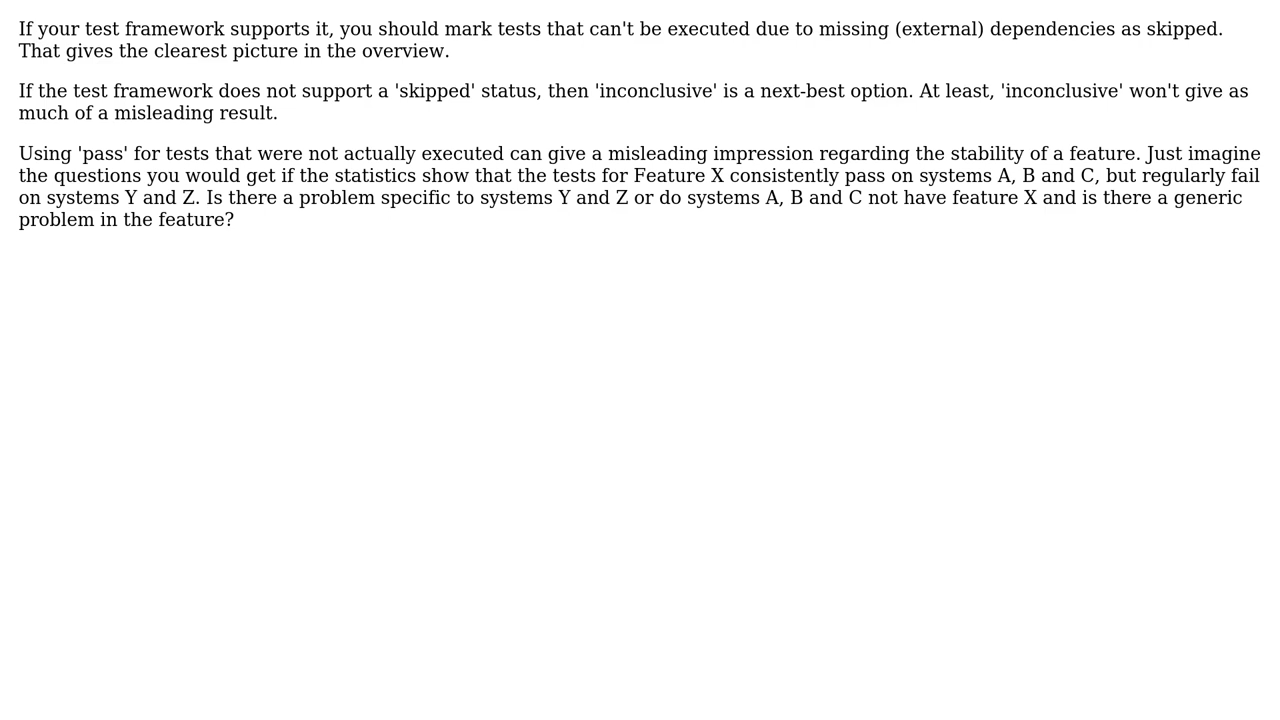 If your test framework supports it, you should mark tests that can't be executed due to missing (external) dependencies as skipped.
That gives the clearest picture in the overview.
If the test framework does not support a 'skipped' status, then 'inconclusive' is a next-best option. At least, 'inconclusive' won't give as
much of a misleading result.
Using 'pass' for tests that were not actually executed can give a misleading impression regarding the stability of a feature. Just imagine
the questions you would get if the statistics show that the tests for Feature X consistently pass on systems A, B and C, but regularly fail
on systems Y and Z. Is there a problem specific to systems Y and Z or do systems A, B and C not have feature X and is there a generic
problem in the feature?